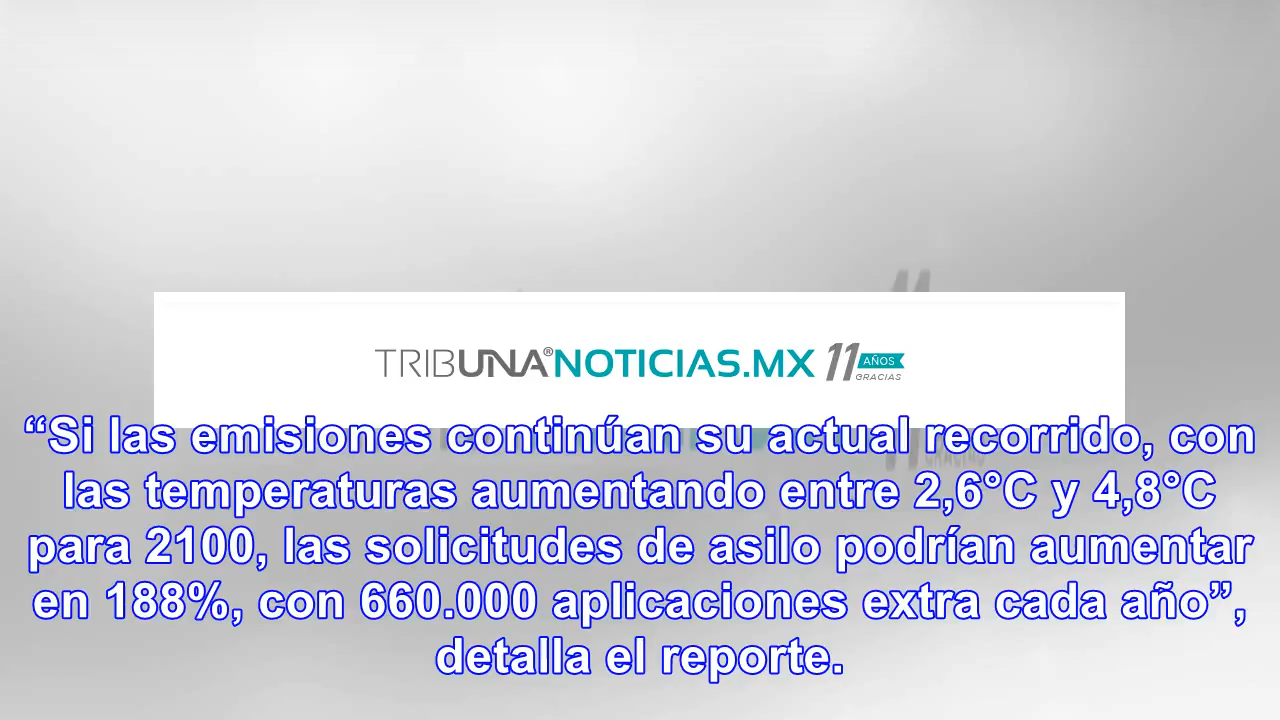 TRIBUNA®NOTICIAS.MX 11 AÑOS
GRACIAS
“Si las emisiones continúan su actual recorrido, con
las temperaturas aumentando entre 2,6°C y 4,8°C
para 2100, las solicitudes de asilo podrían aumentar
en 188%, con 660.000 aplicaciones extra cada año”,
detalla el reporte.